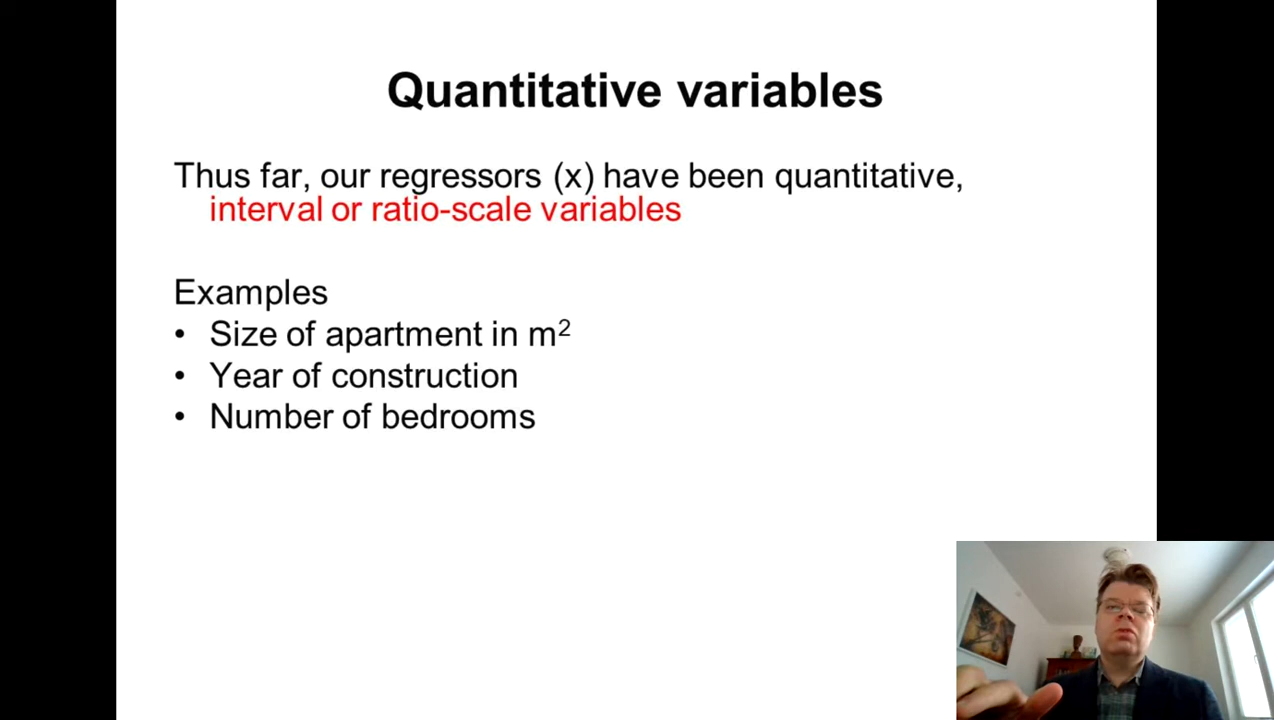 Quantitative variables
Thus far, our regressors (x) have been quantitative,
interval or ratio-scale variables
Examples
• Size of apartment in m²
• Year of construction
• Number of bedrooms